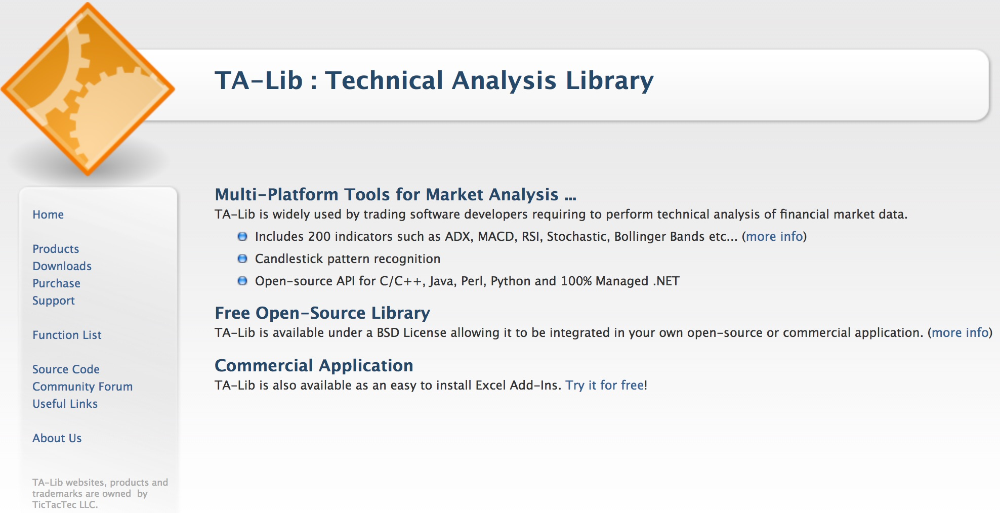 TA-Lib : Technical Analysis Library
Home
Products
Downloads
Purchase
Support
Function List
Source Code
Community Forum
Useful Links
About Us
TA-Lib websites, products and
trademarks are owned by
TicTacTec LLC.
Multi-Platform Tools for Market Analysis ...
TA-Lib is widely used by trading software developers requiring to perform technical analysis of financial market data.
Includes 200 indicators such as ADX, MACD, RSI, Stochastic, Bollinger Bands etc... (more info)
Candlestick pattern recognition
Open-source API for C/C++, Java, Perl, Python and 100% Managed .NET
Free Open-Source Library
TA-Lib is available under a BSD License allowing it to be integrated in your own open-source or commercial application. (more info)
Commercial Application
TA-Lib is also available as an easy to install Excel Add-Ins. Try it for free!